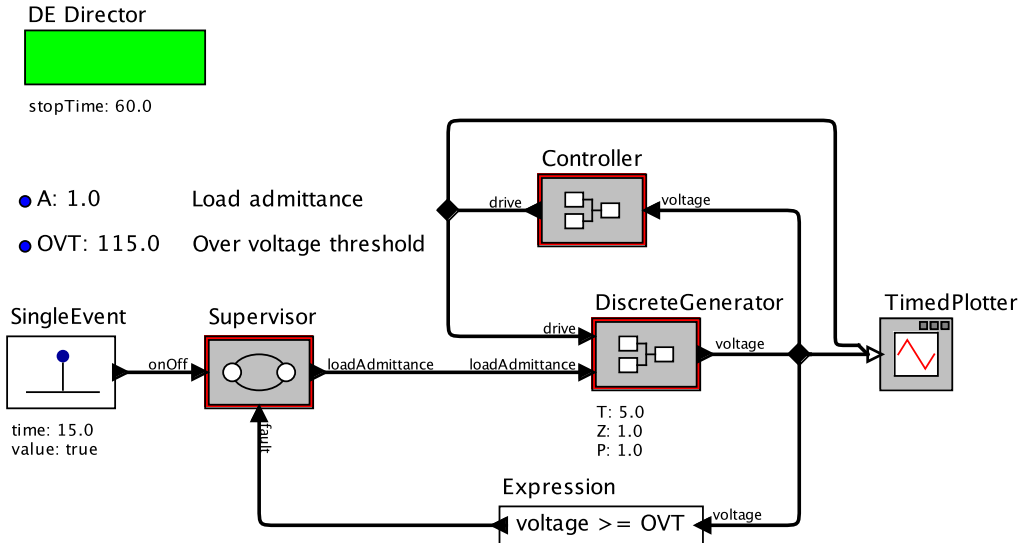 DE Director
stopTime: 60.0
Controller
drive
voltage
A: 1.0 Load admittance
OVT: 115.0 Over voltage threshold
SingleEvent
Supervisor
DiscreteGenerator
TimedPlotter
drive
voltage
onOff
loadAdmittance
loadAdmittance
time: 15.0
value: true
fault
T: 5.0
Z: 1.0
P: 1.0
Expression
voltage >= OVT
voltage